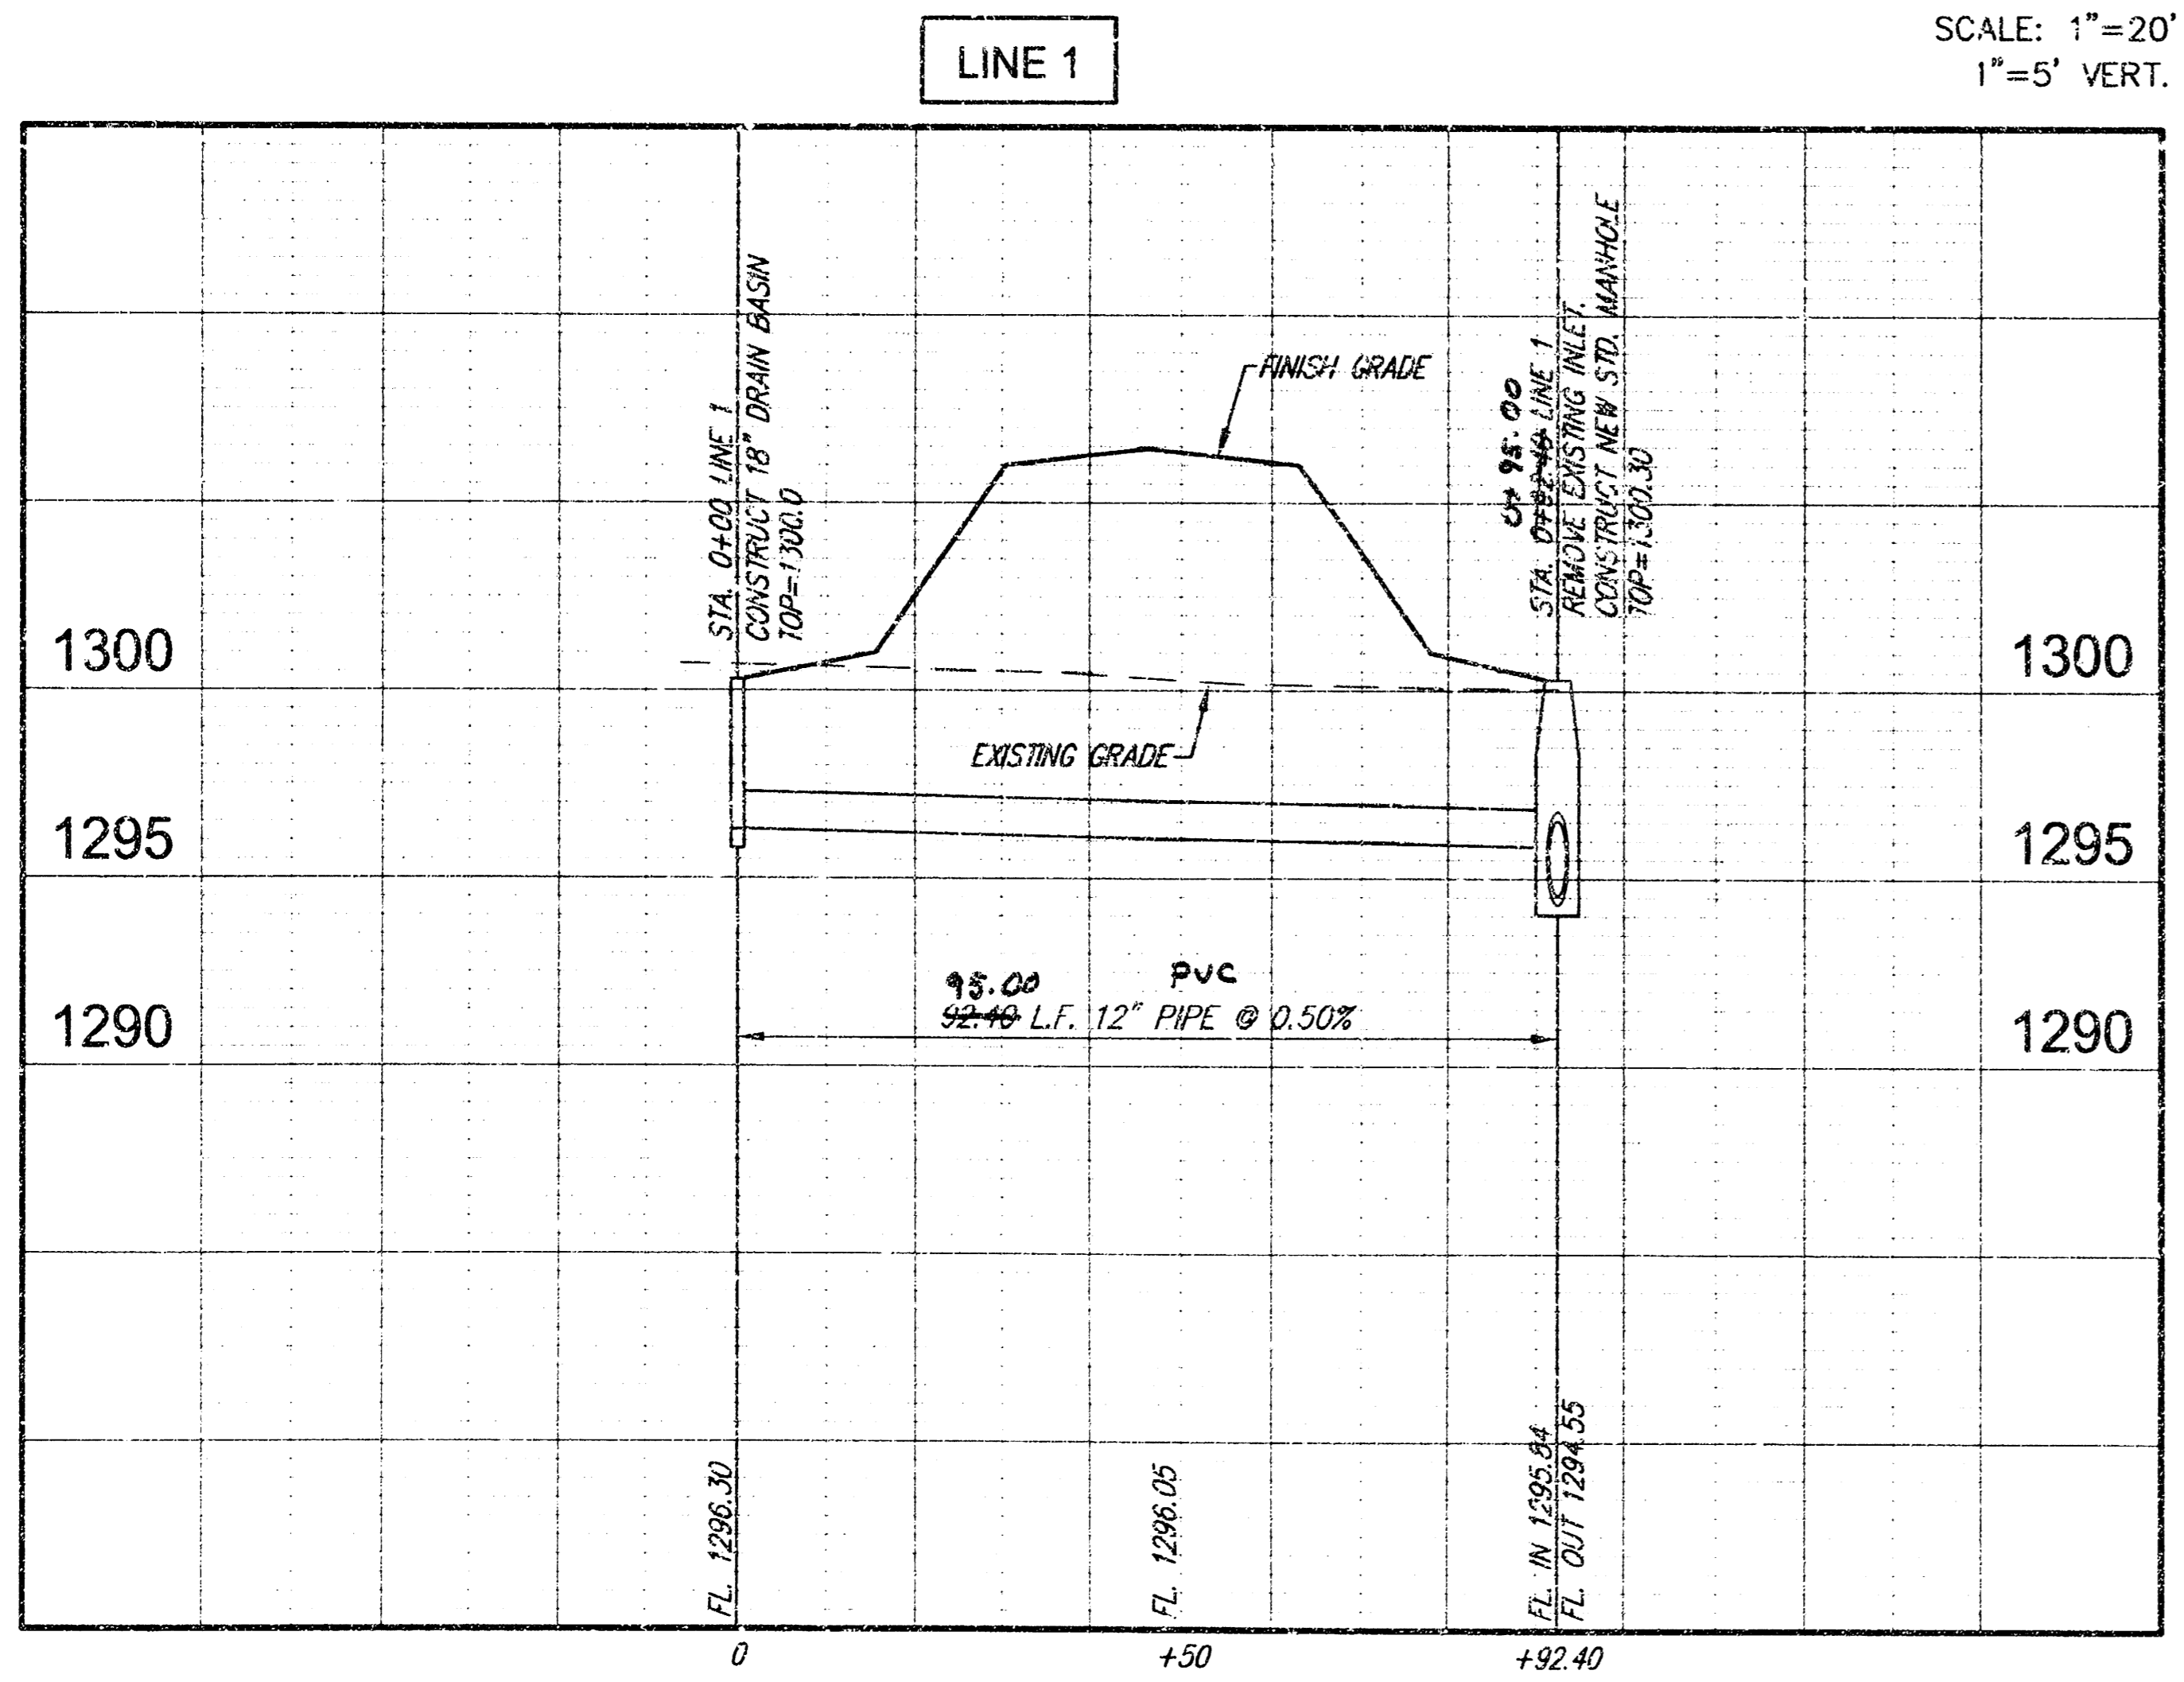 LINE 1
SCALE: 1"=20'
1"=5' VERT.
STA. 0+00 LINE 1
CONSTRUCT 18" DRAIN BASIN
TOP=1300.0
FINISH GRADE
0+95.00
STA. 0+92.40 LINE 1
REMOVE EXISTING INLET.
CONSTRUCT NEW STD. MANHOLE
TOP=1300.30
1300
1300
EXISTING GRADE
1295
1295
95.00 PVC
92.40 L.F. 12" PIPE @ 0.50%
1290
1290
FL. 1296.30
FL. 1296.05
FL. IN 1295.84
FL. OUT 1294.55
0
+50
+92.40